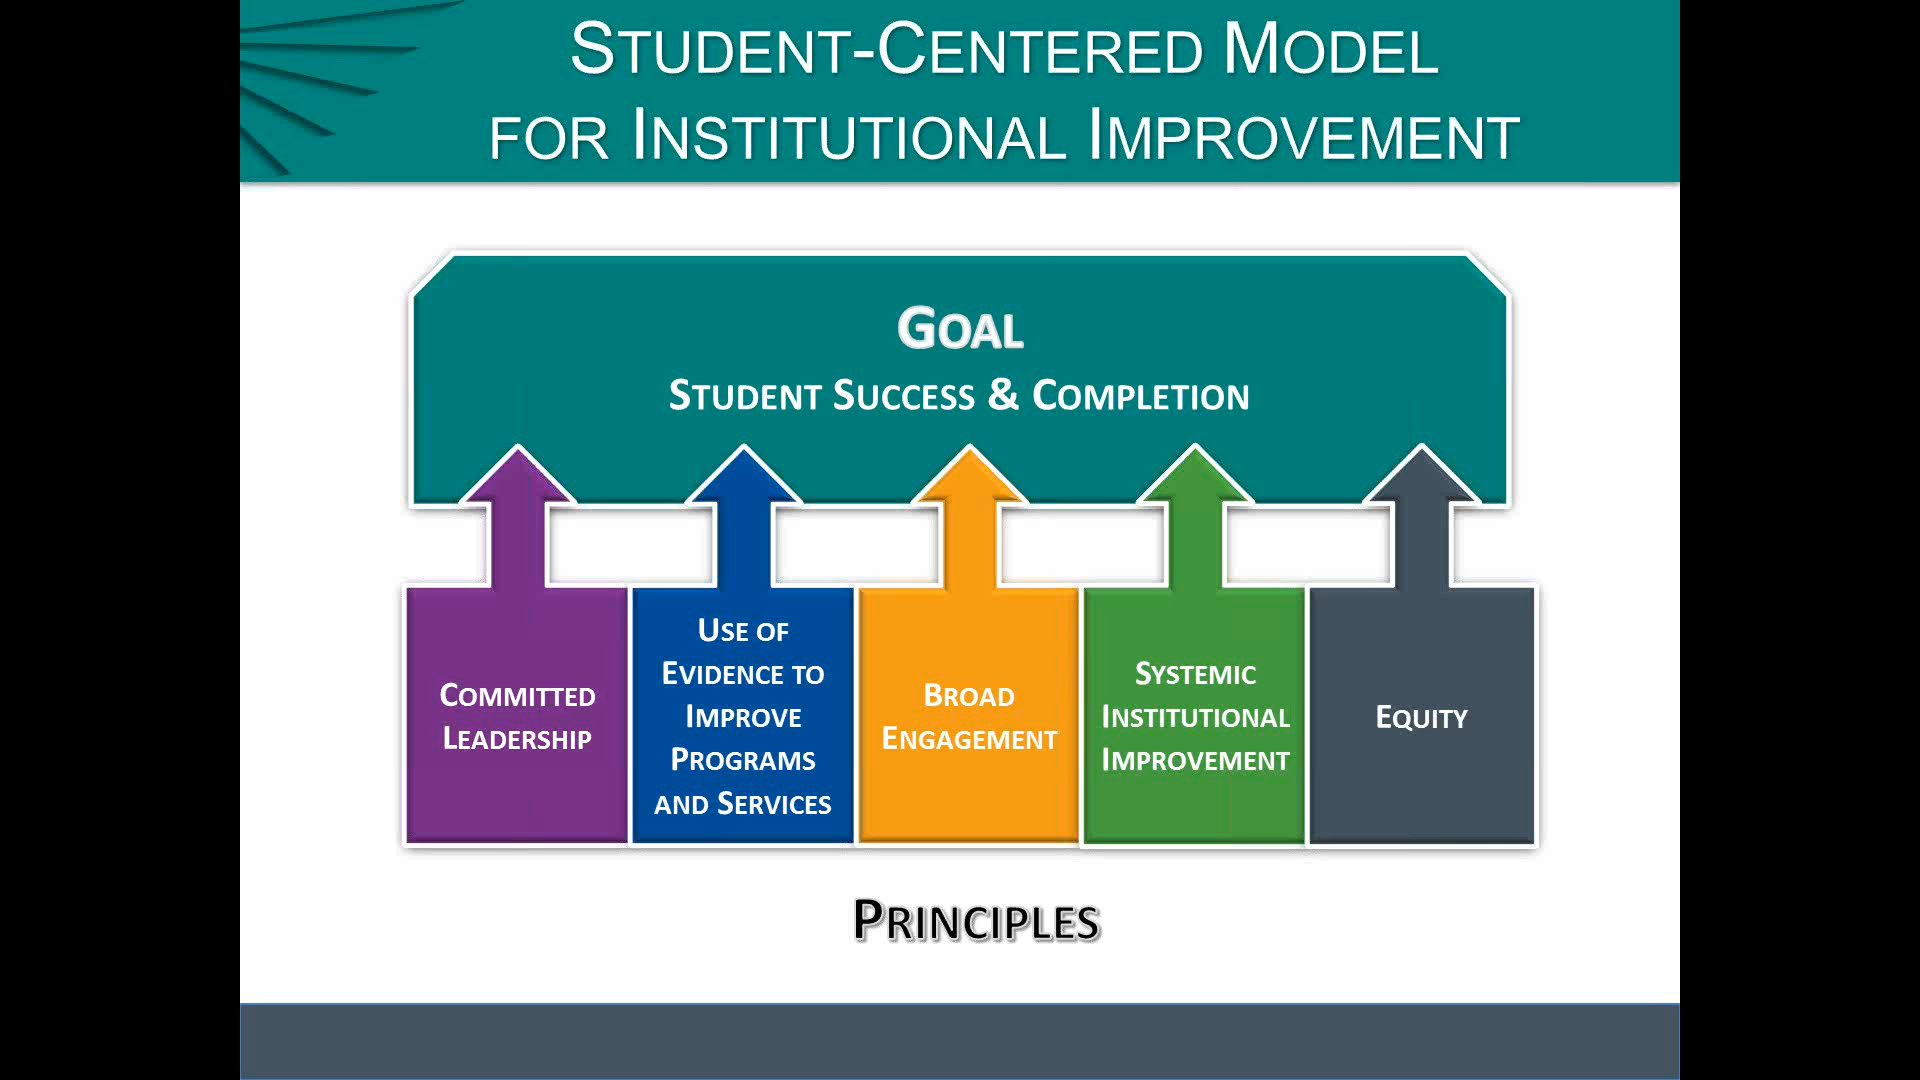 STUDENT-CENTERED MODEL
FOR INSTITUTIONAL IMPROVEMENT
GOAL
STUDENT SUCCESS & COMPLETION
COMMITTED
LEADERSHIP
USE OF
EVIDENCE TO
IMPROVE
PROGRAMS
AND SERVICES
BROAD
ENGAGEMENT
SYSTEMIC
INSTITUTIONAL
IMPROVEMENT
EQUITY
PRINCIPLES